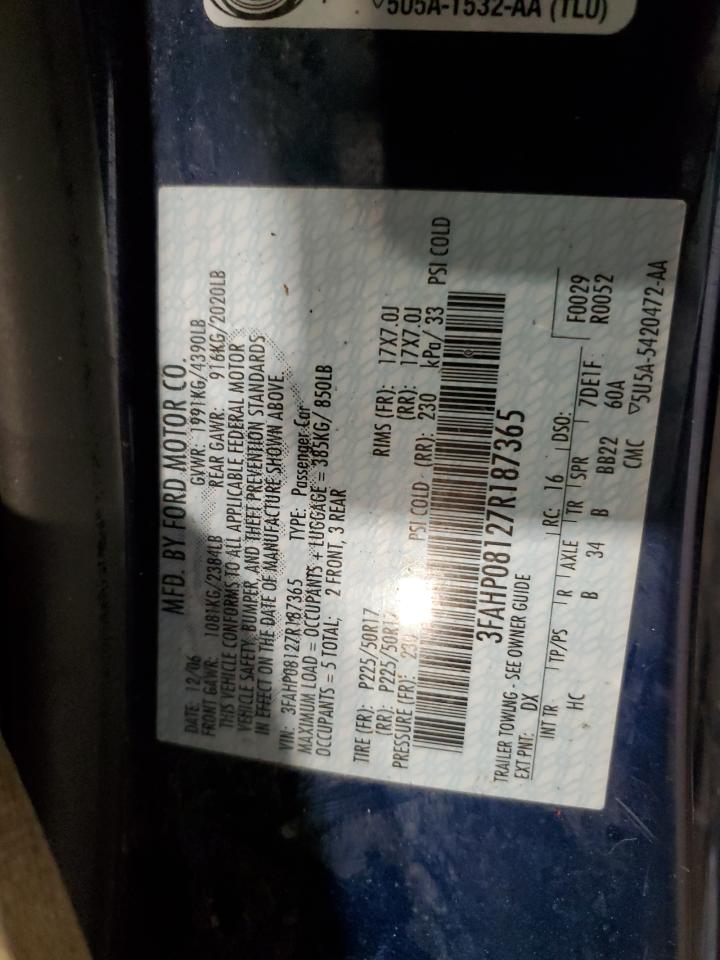 5U5A-1532-AA (TLU)
MFD. BY FORD MOTOR CO.
DATE: 12/06 GVWR: 1991KG/4390LB
FRONT GAWR: 1081KG/2384LB REAR GAWR: 916KG/2020LB
THIS VEHICLE CONFORMS TO ALL APPLICABLE FEDERAL MOTOR
VEHICLE SAFETY, BUMPER, AND THEFT PREVENTION STANDARDS
IN EFFECT ON THE DATE OF MANUFACTURE SHOWN ABOVE.
VIN: 3FAHP08127R187365 TYPE: Passenger Car
MAXIMUM LOAD = OCCUPANTS + LUGGAGE = 385KG/ 850LB
OCCUPANTS = 5 TOTAL; 2 FRONT, 3 REAR
TIRE (FR): P225/50R17 RIMS (FR): 17X7.0J
(RR): P225/50R17 (RR): 17X7.0J
PRESSURE (FR): 230 PSI COLD (RR): 230 kPa/ 33 PSI COLD
3FAHP08127R187365
TRAILER TOWING - SEE OWNER GUIDE
EXT PNT: DX RC: 16 DSO: F0029
R0052
INT TR TP/PS R AXLE TR SPR 7DE1F
HC B 34 B BB22 60A
CMC ▽5U5A-5420472-AA